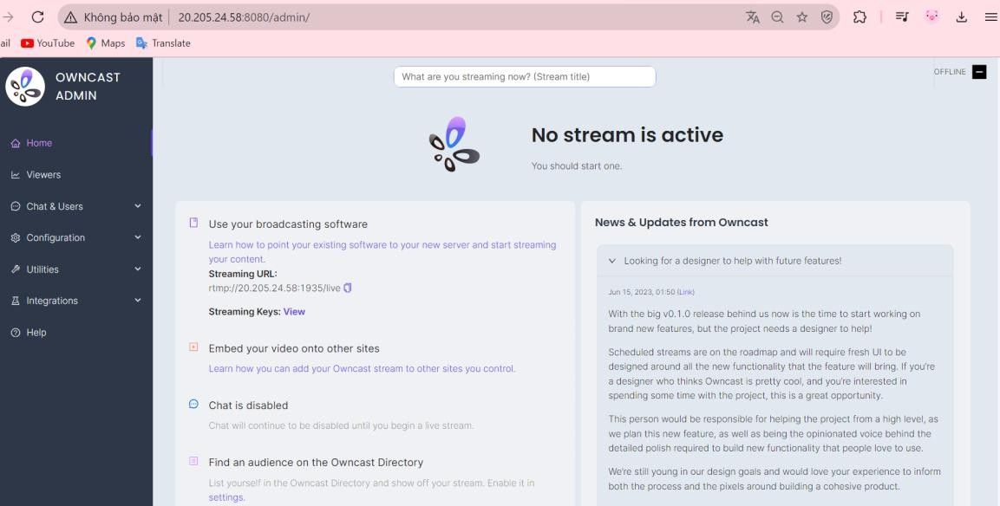 Không bảo mật 20.205.24.58:8080/admin/
ail YouTube Maps Translate
OWNCAST
ADMIN
Home
Viewers
Chat & Users
Configuration
Utilities
Integrations
Help
What are you streaming now? (Stream title)
OFFLINE
No stream is active
You should start one.
Use your broadcasting software
Learn how to point your existing software to your new server and start streaming
your content.
Streaming URL:
rtmp://20.205.24.58:1935/live
Streaming Keys: View
Embed your video onto other sites
Learn how you can add your Owncast stream to other sites you control.
Chat is disabled
Chat will continue to be disabled until you begin a live stream.
Find an audience on the Owncast Directory
List yourself in the Owncast Directory and show off your stream. Enable it in
settings.
News & Updates from Owncast
Looking for a designer to help with future features!
Jun 15, 2023, 01:50 (Link)
With the big v0.1.0 release behind us now is the time to start working on
brand new features, but the project needs a designer to help!
Scheduled streams are on the roadmap and will require fresh UI to be
designed around all the new functionality that the feature will bring. If you're
a designer who thinks Owncast is pretty cool, and you're interested in
spending some time with the project, this is a great opportunity.
This person would be responsible for helping the project from a high level, as
we plan this new feature, as well as being the opinionated voice behind the
detailed polish required to build new functionality that people love to use.
We're still young in our design goals and would love your experience to inform
both the process and the pixels around building a cohesive product.